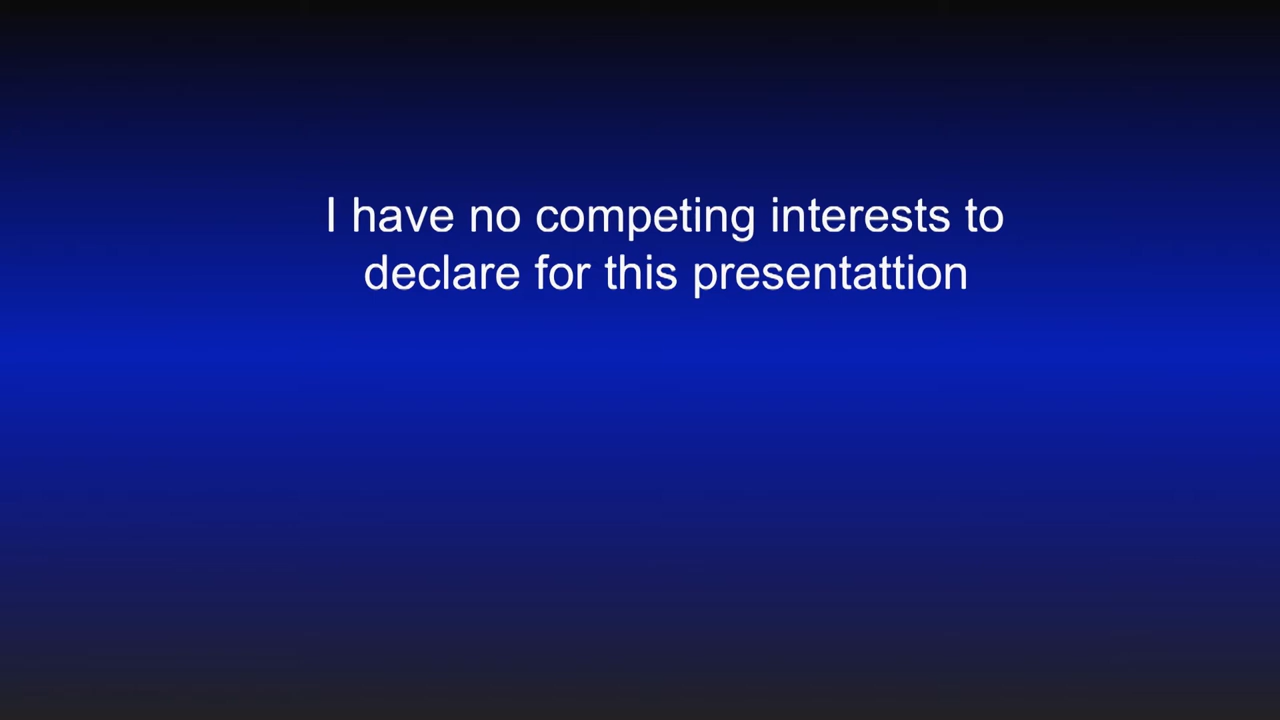 I have no competing interests to
declare for this presentattion